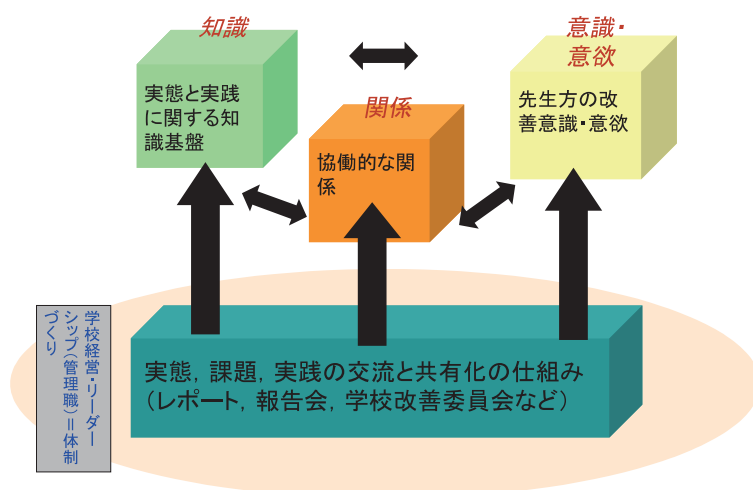 知識
実態と実践
に関する知
識基盤
関係
協働的な関
係
意識・
意欲
先生方の改
善意識・意欲
学校経営・リーダー
シップ(管理職)=体制
づくり
実態，課題，実践の交流と共有化の仕組み
（レポート，報告会，学校改善委員会など）